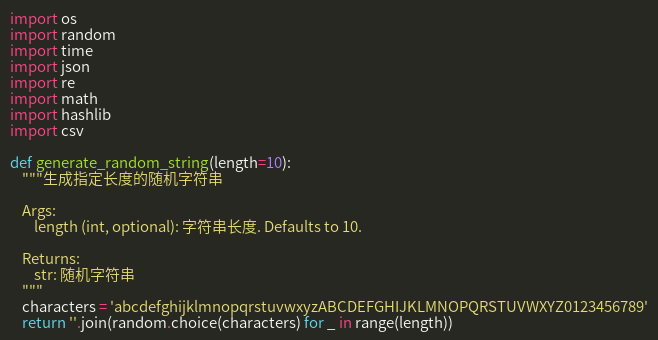 import os
import random
import time
import json
import re
import math
import hashlib
import csv

def generate_random_string(length=10):
    """生成指定长度的随机字符串

    Args:
        length (int, optional): 字符串长度. Defaults to 10.

    Returns:
        str: 随机字符串
    """
    characters = 'abcdefghijklmnopqrstuvwxyzABCDEFGHIJKLMNOPQRSTUVWXYZ0123456789'
    return ''.join(random.choice(characters) for _ in range(length))